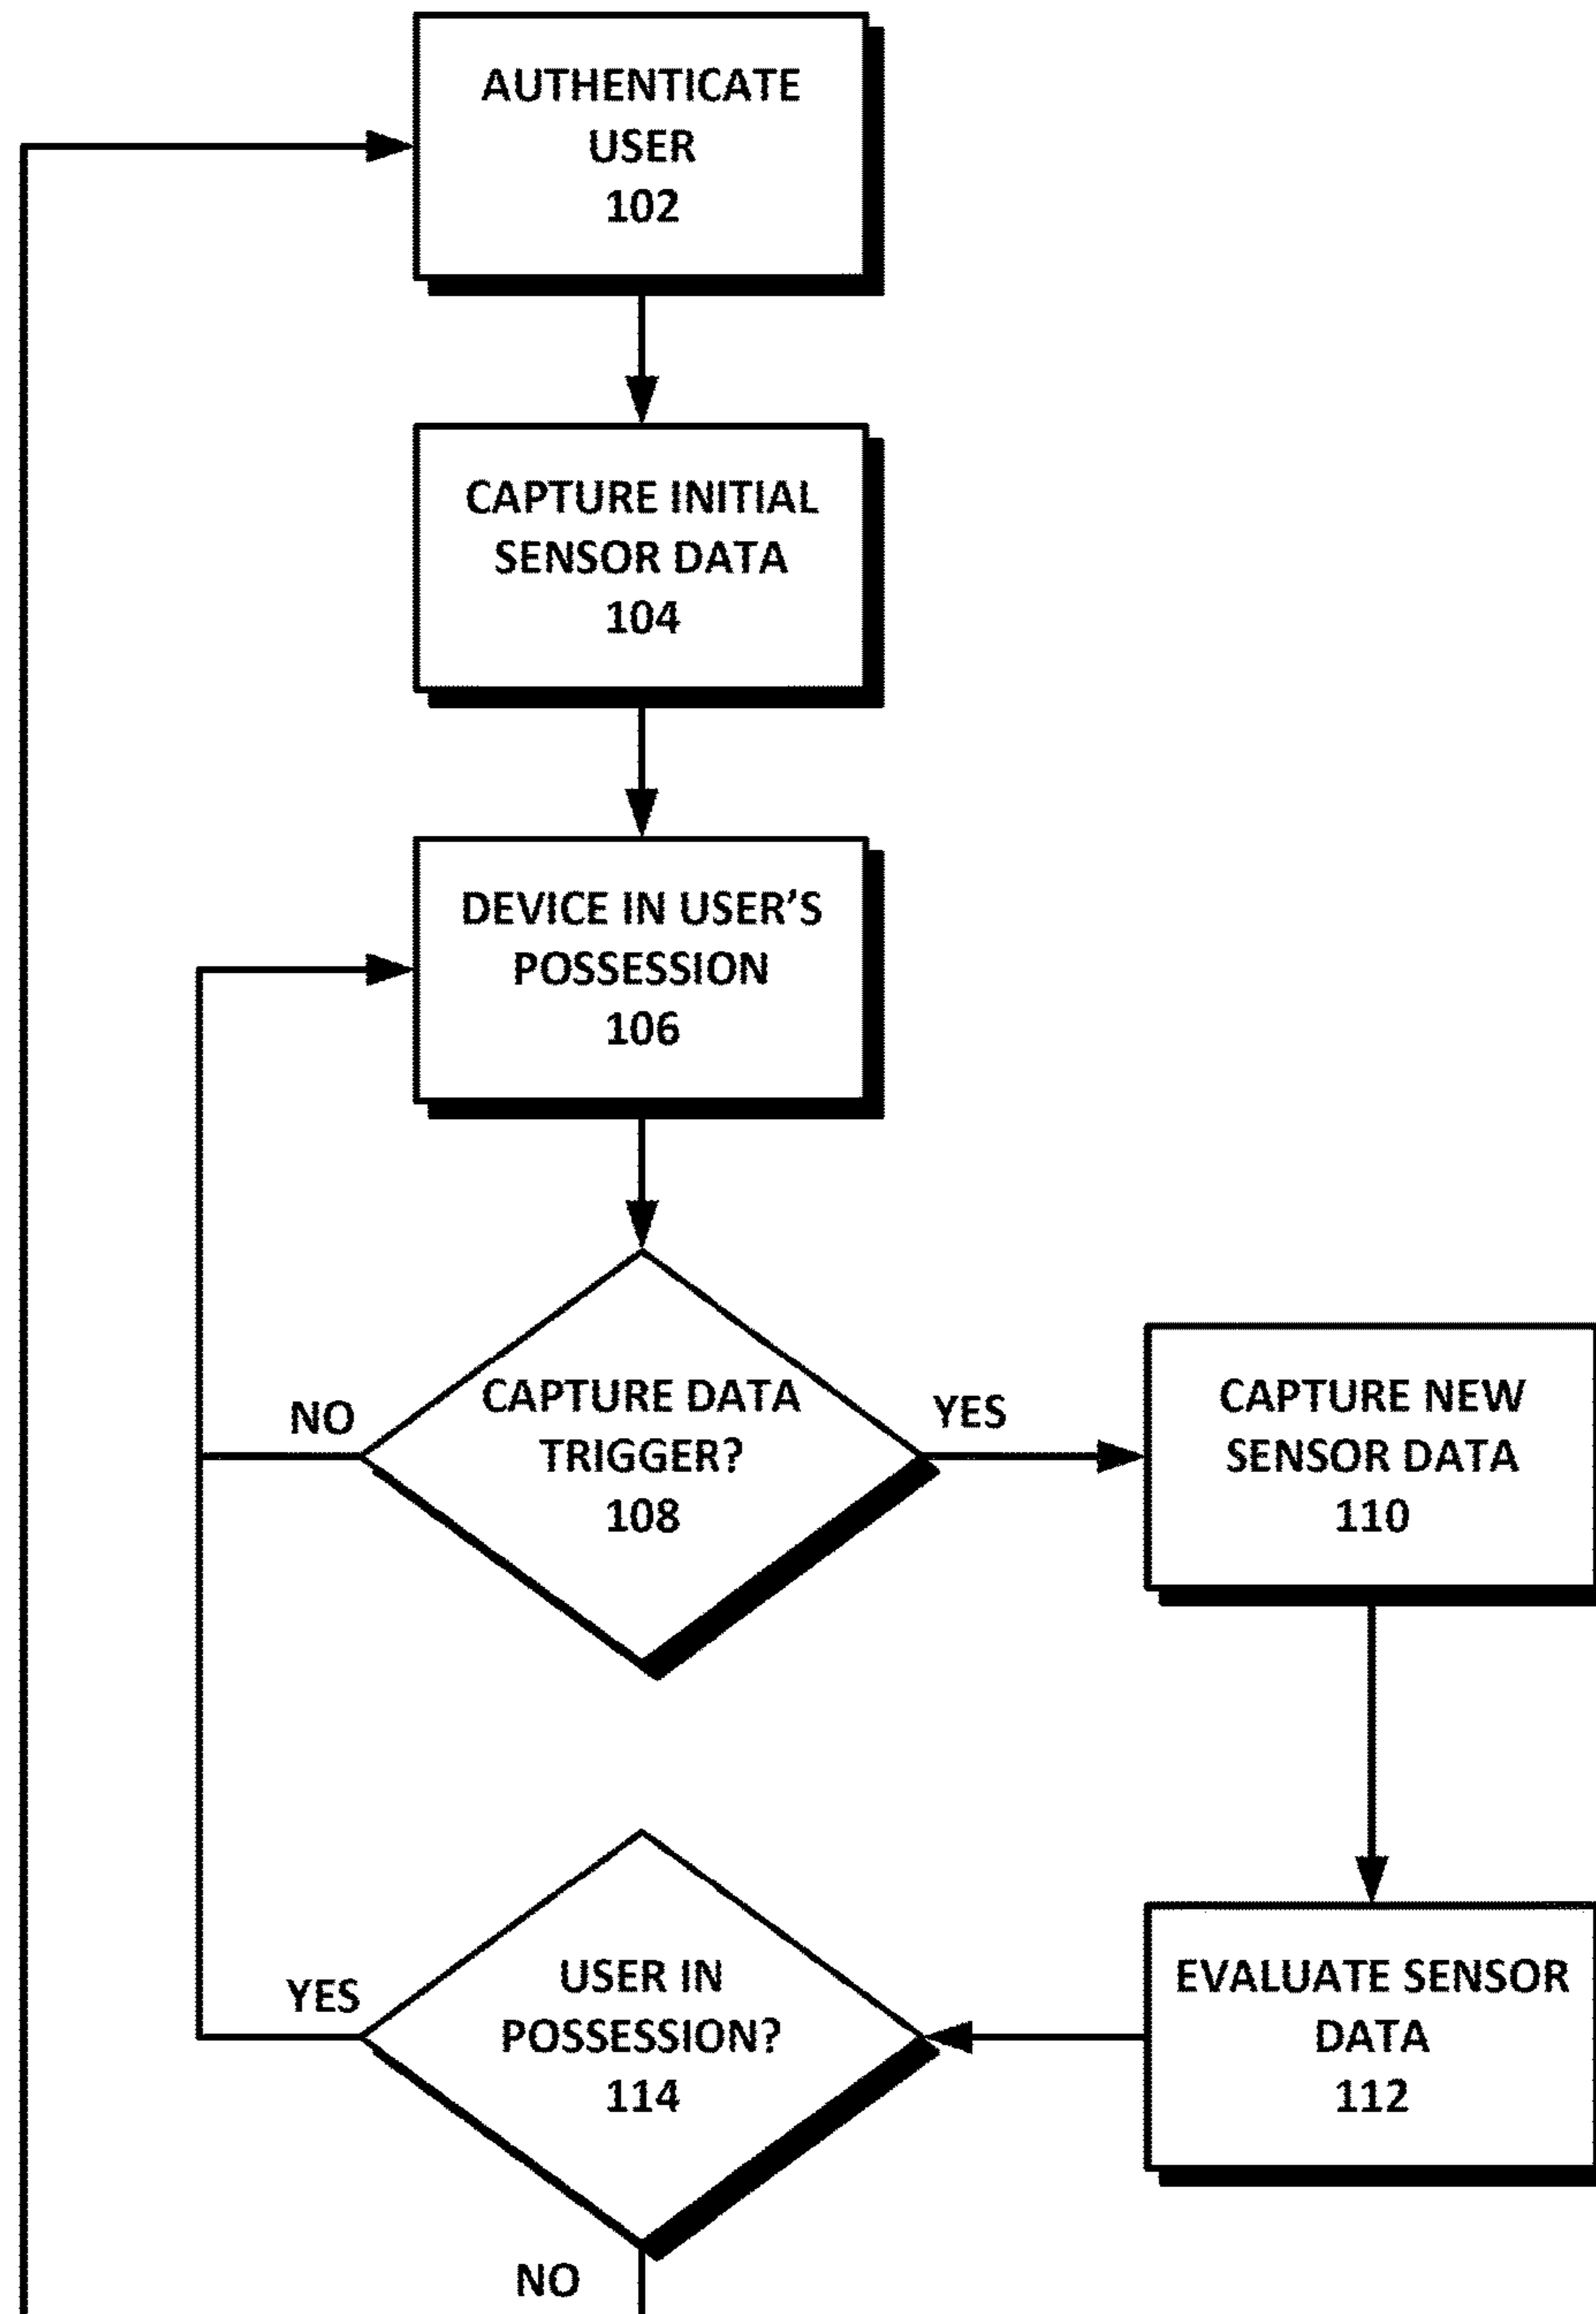 AUTHENTICATE
USER
102
CAPTURE INITIAL
SENSOR DATA
104
DEVICE IN USER’S
POSSESSION
106
CAPTURE DATA
TRIGGER?
108
NO
YES
CAPTURE NEW
SENSOR DATA
110
EVALUATE SENSOR
DATA
112
USER IN
POSSESSION?
114
YES
NO